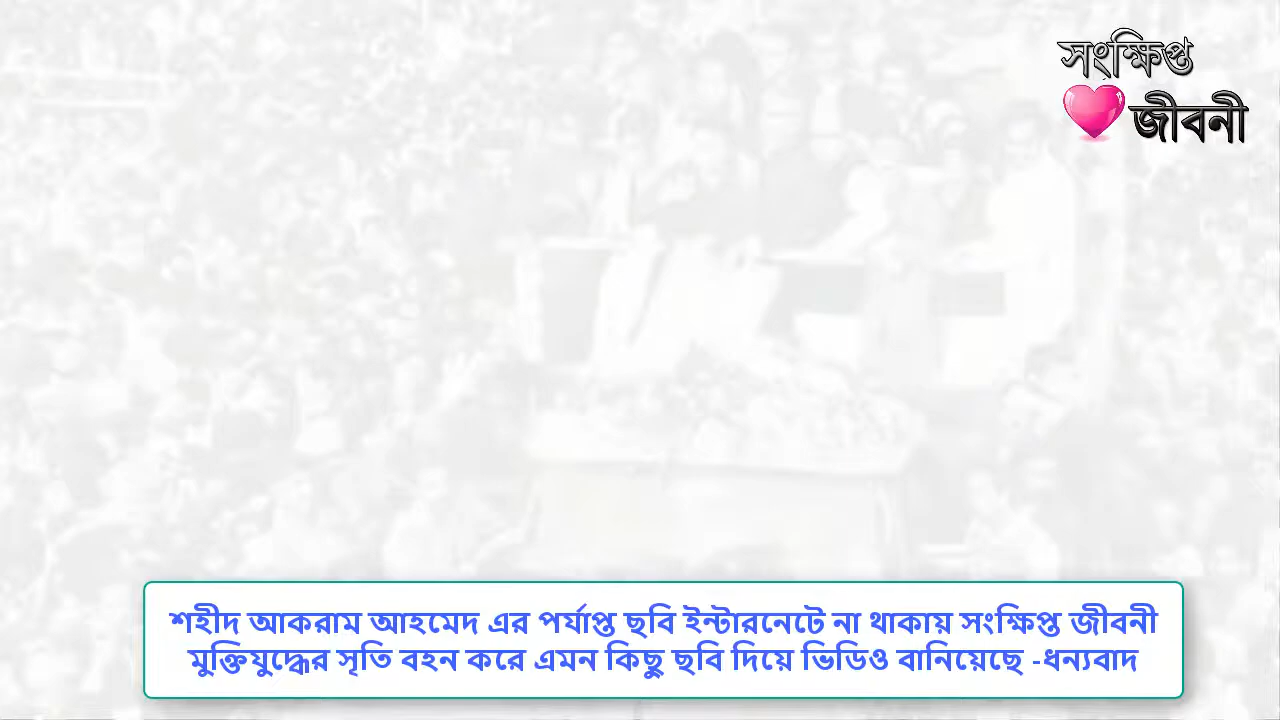 সংক্ষিপ্ত
জীবনী
শহীদ আকরাম আহমেদ এর পর্যাপ্ত ছবি ইন্টারনেটে না থাকায় সংক্ষিপ্ত জীবনী
মুক্তিযুদ্ধের সৃতি বহন করে এমন কিছু ছবি দিয়ে ভিডিও বানিয়েছে -ধন্যবাদ